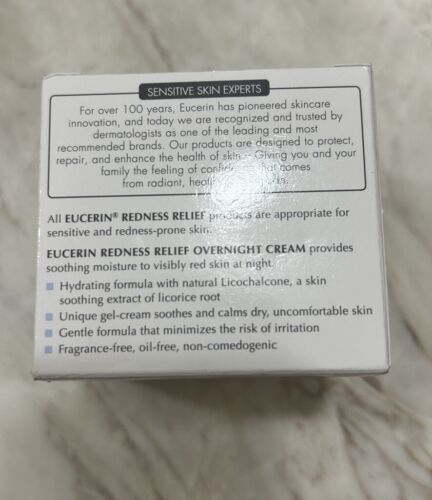 SENSITIVE SKIN EXPERTS
For over 100 years, Eucerin has pioneered skincare
innovation, and today we are recognized and trusted by
dermatologists as one of the leading and most
recommended brands. Our products are designed to protect,
repair, and enhance the health of skin. Giving you and your
family the feeling of confidence that comes
from radiant,
All EUCERIN® REDNESS RELIEF products are appropriate for
sensitive and redness-prone skin.
EUCERIN REDNESS RELIEF OVERNIGHT CREAM provides
soothing moisture to visibly red skin at night.
Hydrating formula with natural Licochalcone, a skin
soothing extract of licorice root
Unique gel-cream soothes and calms dry, uncomfortable skin
Gentle formula that minimizes the risk of irritation
Fragrance-free, oil-free, non-comedogenic